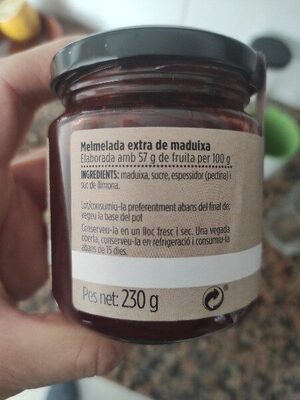 Melmelada extra de maduixa
Elaborada amb 57 g de fruita per 100 g
INGREDIENTS: maduixa, sucre, espessidor (pectina) i
suc de llimona.
Lot/consumiu-la preferentment abans del final de:
vegeu la base del pot
Conserveu-la en un lloc fresc i sec. Una vegada
oberta, conserveu-la en refrigeració i consumiu-la
abans de 15 dies.
Pes net: 230 g